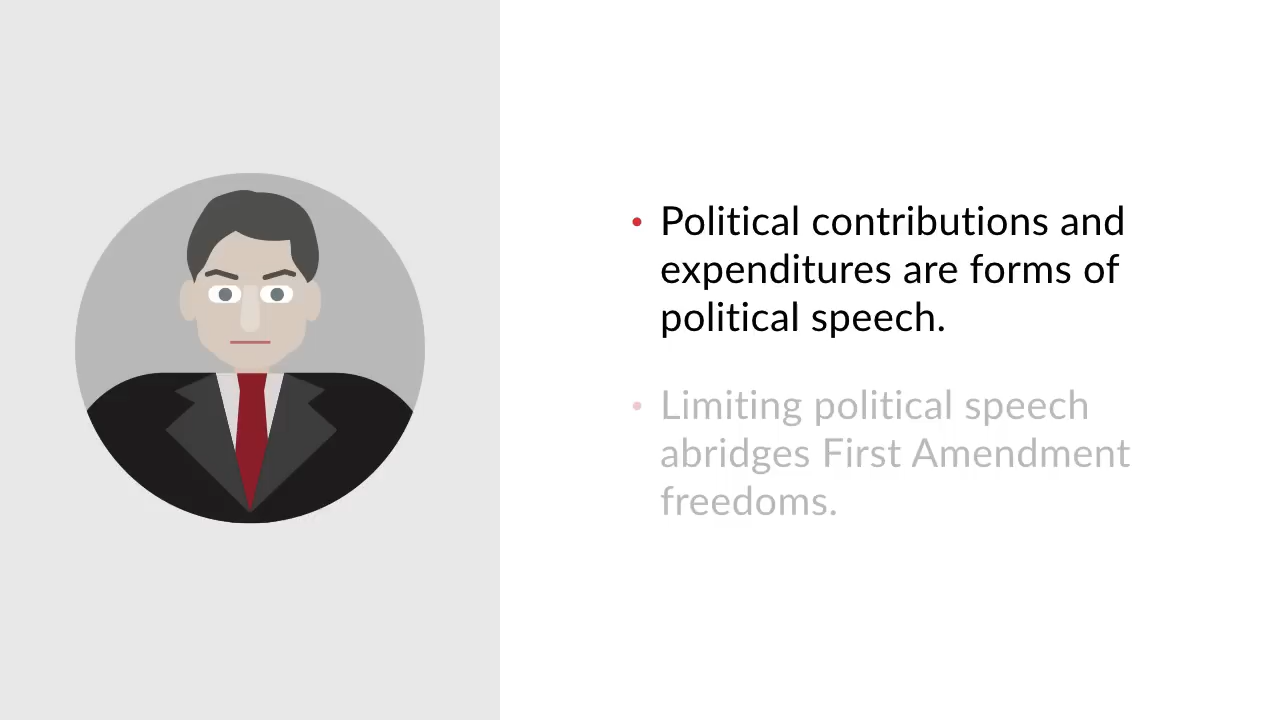 • Political contributions and
expenditures are forms of
political speech.
• Limiting political speech
abridges First Amendment
freedoms.